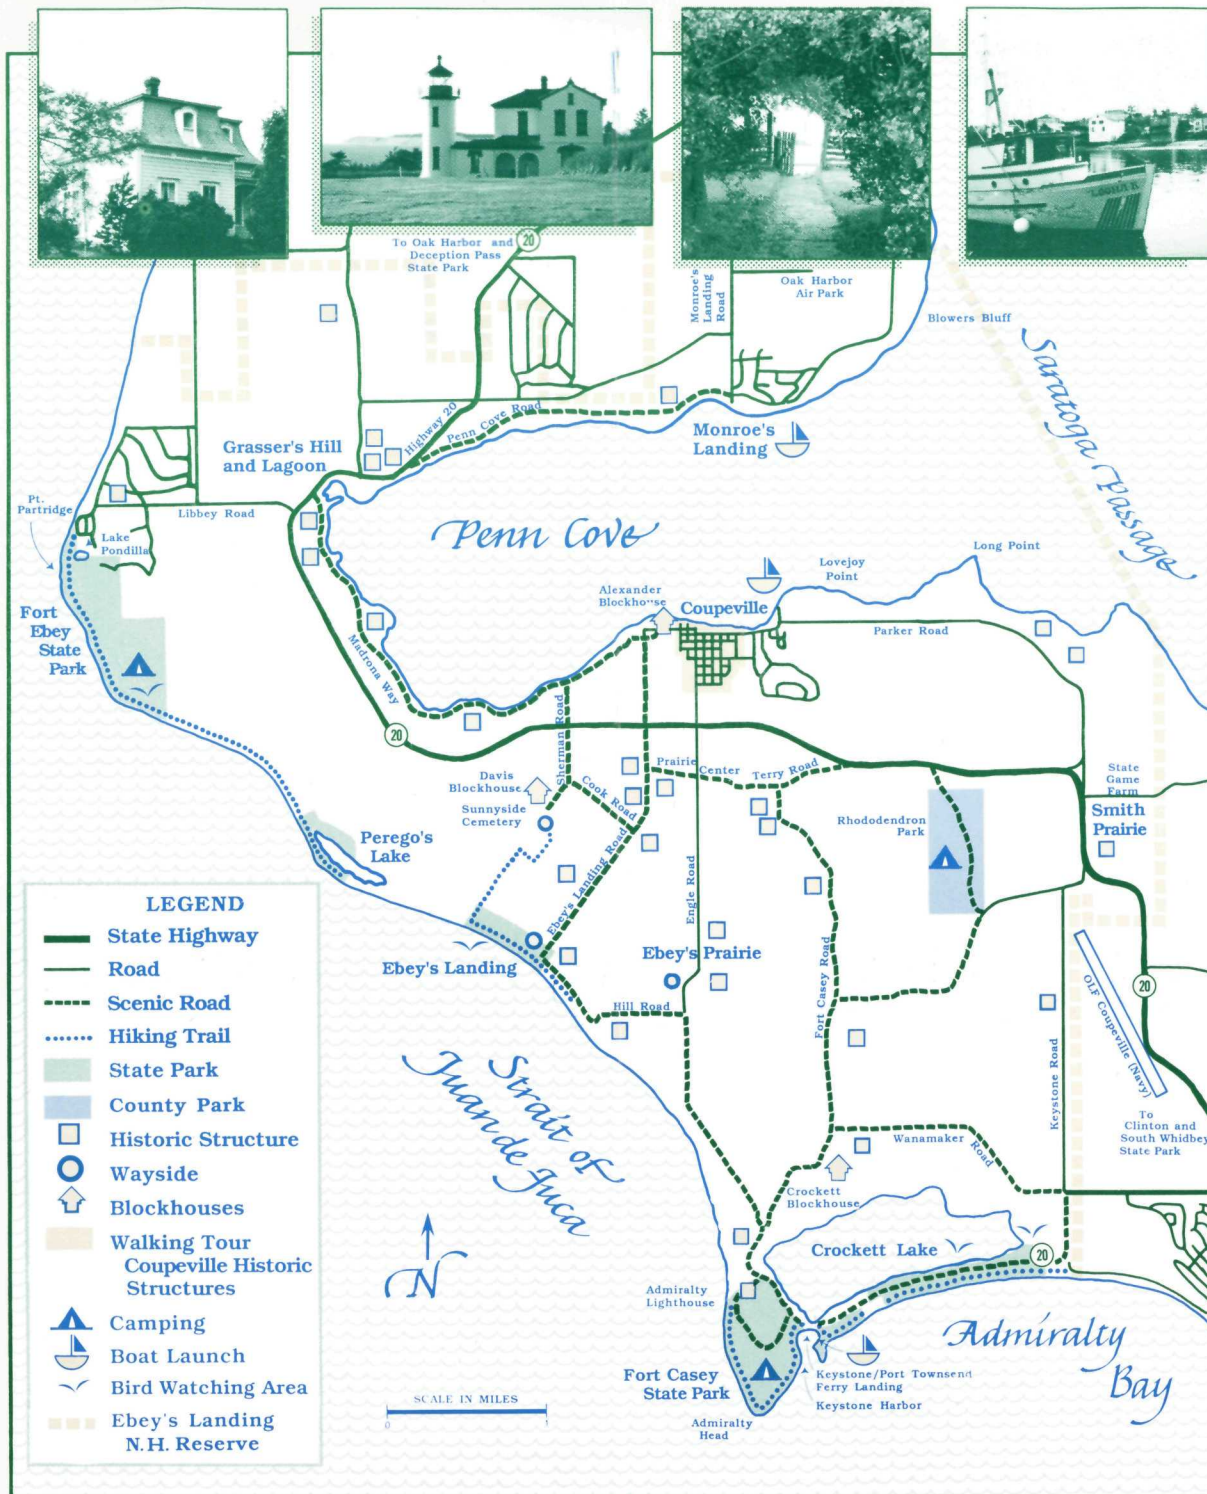 LOONA B
To Oak Harbor and
Deception Pass
State Park
20
Monroe's
Landing
Road
Oak Harbor
Air Park
Blowers Bluff
Saratoga Passage
Highway 20
Penn Cove Road
Grasser's Hill
and Lagoon
Monroe's
Landing
Pt.
Partridge
Libbey Road
Lake
Pondilla
Penn Cove
Long Point
Lovejoy
Point
Alexander
Blockhouse
Coupeville
Fort
Ebey
State
Park
Parker Road
Madrona Way
20
Sherman Road
Prairie Center
Terry Road
State
Game
Farm
Davis
Blockhouse
Cook Road
Sunnyside
Cemetery
Smith
Prairie
Rhododendron
Park
Perego's
Lake
Ebey's Landing Road
Engle Road
Ebey's Landing
Ebey's Prairie
Fort Casey Road
Hill Road
OLF Coupeville (Navy)
20
Keystone Road
Strait of
Juan de Fuca
To
Clinton and
South Whidbey
State Park
Wanamaker Road
Crockett
Blockhouse
Crockett Lake
20
Admiralty
Lighthouse
Admiralty
Bay
Fort Casey
State Park
Keystone/Port Townsend
Ferry Landing
Keystone Harbor
Admiralty
Head
N
SCALE IN MILES
0 1
LEGEND
State Highway
Road
Scenic Road
Hiking Trail
State Park
County Park
Historic Structure
Wayside
Blockhouses
Walking Tour
Coupeville Historic
Structures
Camping
Boat Launch
Bird Watching Area
Ebey's Landing
N.H. Reserve